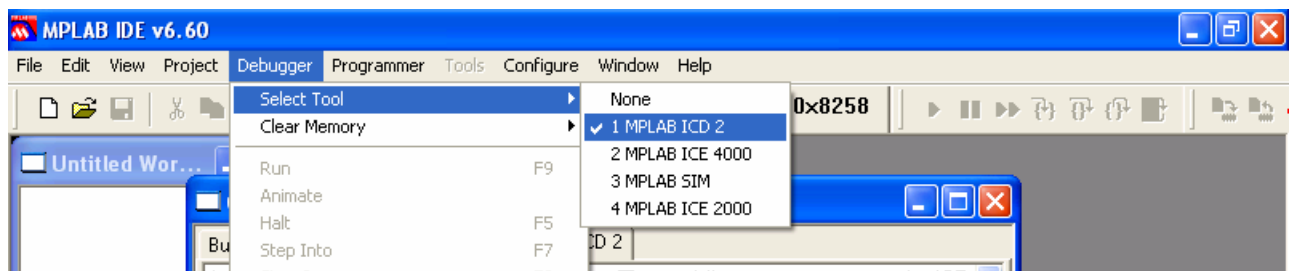 MPLAB IDE v6.60
File Edit View Project Debugger Programmer Tools Configure Window Help
Select Tool
None
0x8258
Clear Memory
1 MPLAB ICD 2
2 MPLAB ICE 4000
Untitled Wor...
Run F9
3 MPLAB SIM
Animate
4 MPLAB ICE 2000
Halt F5
Bu
CD 2
Step Into F7